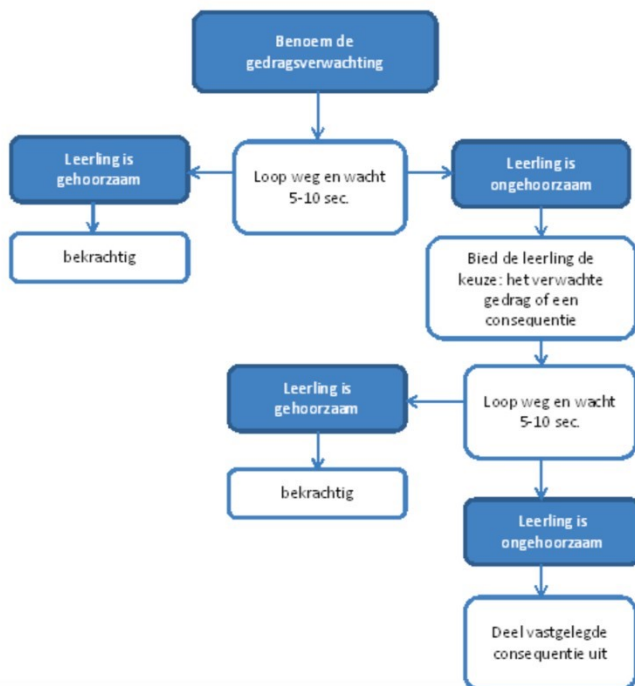 Benoem de
gedragsverwachting
Leerling is
gehoorzaam
Loop weg en wacht
5-10 sec.
Leerling is
ongehoorzaam
bekrachtig
Bied de leerling de
keuze: het verwachte
gedrag of een
consequentie
Leerling is
gehoorzaam
Loop weg en wacht
5-10 sec.
bekrachtig
Leerling is
ongehoorzaam
Deel vastgelegde
consequentie uit